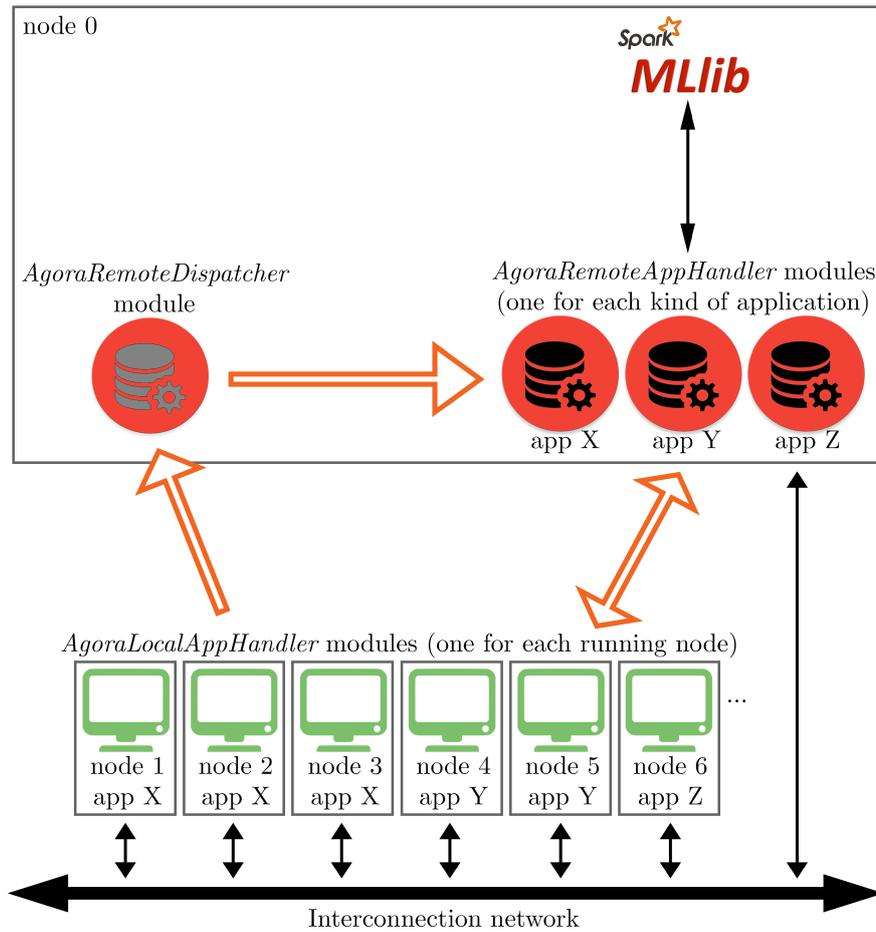 node 0
Spark
MLlib
AgoraRemoteDispatcher
module
AgoraRemoteAppHandler modules
(one for each kind of application)
app X
app Y
app Z
AgoraLocalAppHandler modules (one for each running node)
node 1
app X
node 2
app X
node 3
app X
node 4
app Y
node 5
app Y
node 6
app Z
...
Interconnection network